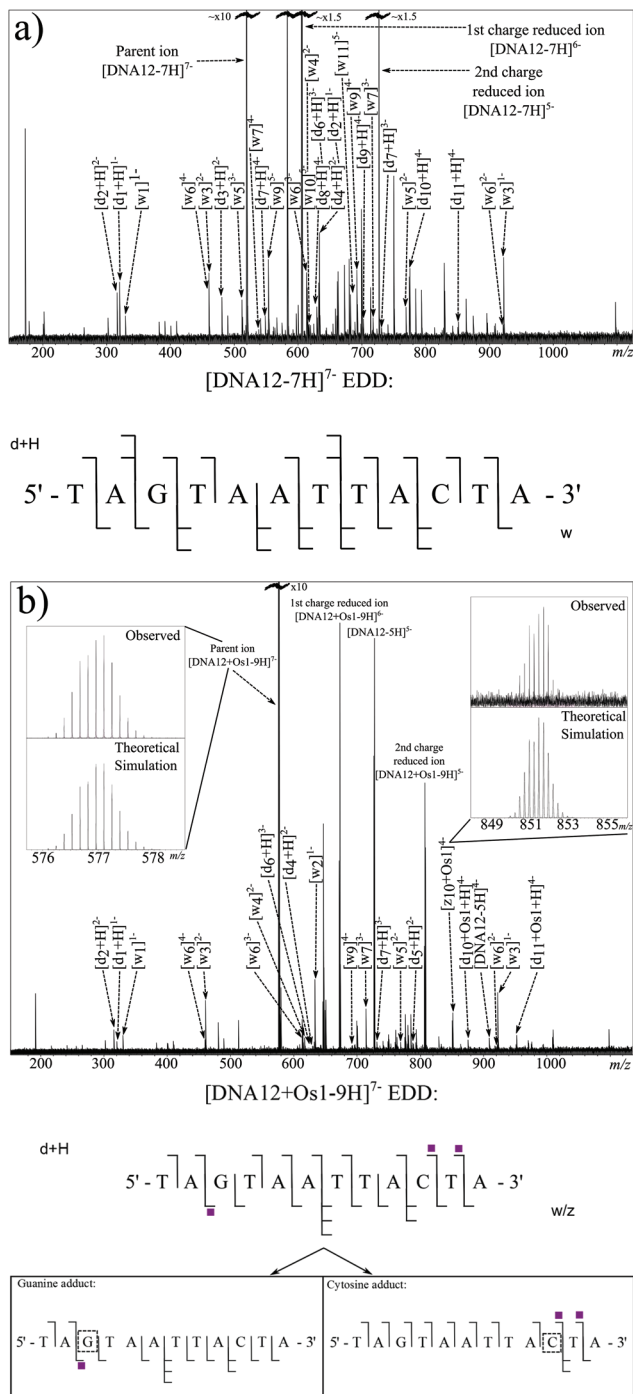 a)
~x10
~x1.5
~x1.5
Parent ion
[DNA12-7H]7-
1st charge reduced ion
[DNA12-7H]6-
2nd charge
reduced ion
[DNA12-7H]5-
[d2+H]2-
[d1+H]1-
[w1]1-
[w6]4-
[w3]2-
[d3+H]2-
[w5]3-
[w7]4-
[d7+H]4-
[w9]5-
[w6]3-
[w10]5-
[w4]2-
[d8+H]4-
[d6+H]3-
[d4+H]2-
[d2+H]1-
[w11]5-
[w9]4-
[d9+H]4-
[w7]3-
[d7+H]3-
[w5]2-
[d10+H]4-
[d11+H]4-
[w6]2-
[w3]1-
200 400 500 600 700 800 1000 m/z
[DNA12-7H]7- EDD:
d+H
5' - T A G T A A T T A C T A - 3'
w
b)
x10
1st charge reduced ion
[DNA12+Os1-9H]6-
[DNA12-5H]5-
Observed
Parent ion
[DNA12+Os1-9H]7-
Theoretical
Simulation
576 577 578 m/z
2nd charge
reduced ion
[DNA12+Os1-9H]5-
Observed
Theoretical
Simulation
849 851 853 855 m/z
[d2+H]2-
[d1+H]1-
[w1]1-
[w6]4-
[w3]2-
[w6]3-
[w4]2-
[d6+H]3-
[d4+H]2-
[w2]1-
[w9]4-
[w7]3-
[d7+H]3-
[w5]2-
[d5+H]2-
[z10+Os1]4-
[d10+Os1+H]4-
[DNA12-5H]4-
[w6]2-
[w3]1-
[d11+Os1+H]4-
200 300 400 500 600 700 800 900 1000 m/z
[DNA12+Os1-9H]7- EDD:
d+H
5' - T A G T A A T T A C T A - 3'
w/z
Guanine adduct:
5' - T A G T A A T T A C T A - 3'
Cytosine adduct:
5' - T A G T A A T T A C T A - 3'